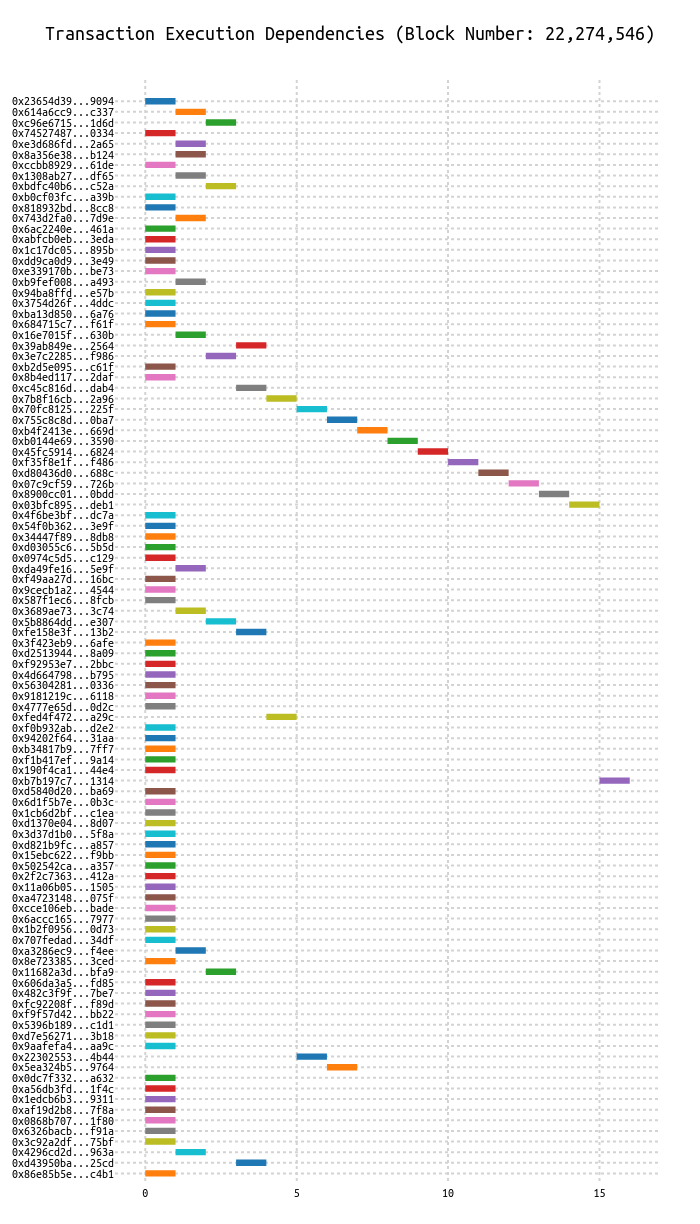 Transaction Execution Dependencies (Block Number: 22,274,546)
0x23654d39...9094
0x614a6cc9...c337
0xc96e6715...1d6d
0x74527487...0334
0xe3d686fd...2a65
0x8a356e38...b124
0xccbb8929...61de
0x1308ab27...df65
0xbdfc40b6...c52a
0xb0cf03fc...a39b
0x818932bd...8cc8
0x743d2fa0...7d9e
0x6ac2240e...461a
0xabfcb0eb...3eda
0x1c17dc05...895b
0xdd9ca0d9...3e49
0xe339170b...be73
0xb9fef008...a493
0x94ba8ffd...e57b
0x3754d26f...4ddc
0xba13d850...6a76
0x684715c7...f61f
0x16e7015f...630b
0x39ab849e...2564
0x3e7c2285...f986
0xb2d5e095...c61f
0x8b4ed117...2daf
0xc45c816d...dab4
0x7b8f16cb...2a96
0x70fc8125...225f
0x755c8c8d...0ba7
0xb4f2413e...669d
0xb0144e69...3590
0x45fc5914...6824
0xf35f8e1f...f486
0xd80436d0...688c
0x07c9cf59...726b
0x8900cc01...0bdd
0x03bfc895...deb1
0x4f6be3bf...dc7a
0x54f0b362...3e9f
0x34447f89...8db8
0xd03055c6...5b5d
0x0974c5d5...c129
0xda49fe16...5e9f
0xf49aa27d...16bc
0x9cecb1a2...4544
0x587f1ec6...8fcb
0x3689ae73...3c74
0x5b8864dd...e307
0xfe158e3f...13b2
0x3f423eb9...6afe
0xd2513944...8a09
0xf92953e7...2bbc
0x4d664798...b795
0x56304281...0336
0x9181219c...6118
0x4777e65d...0d2c
0xfed4f472...a29c
0xf0b932ab...d2e2
0x94202f64...31aa
0xb34817b9...7ff7
0xf1b417ef...9a14
0x190f4ca1...44e4
0xb7b197c7...1314
0xd5840d20...ba69
0x6d1f5b7e...0b3c
0x1cb6d2bf...c1ea
0xd1370e04...8d07
0x3d37d1b0...5f8a
0xd821b9fc...a857
0x15ebc622...f9bb
0x502542ca...a357
0x2f2c7363...412a
0x11a06b05...1505
0xa4723148...075f
0xcce106eb...bade
0x6accc165...7977
0x1b2f0956...0d73
0x707fedad...34df
0xa3286ec9...f4ee
0x8e723385...3ced
0x11682a3d...bfa9
0x606da3a5...fd85
0x482c3f9f...7be7
0xfc92208f...f89d
0xf9f57d42...bb22
0x5396b189...c1d1
0xd7e56271...3b18
0x9aafefa4...aa9c
0x22302553...4b44
0x5ea324b5...9764
0x0dc7f332...a632
0xa56db3fd...1f4c
0x1edcb6b3...9311
0xaf19d2b8...7f8a
0x0868b707...1f80
0x6326bacb...f91a
0x3c92a2df...75bf
0x4296cd2d...963a
0xd43950ba...25cd
0x86e85b5e...c4b1
0 5 10 15